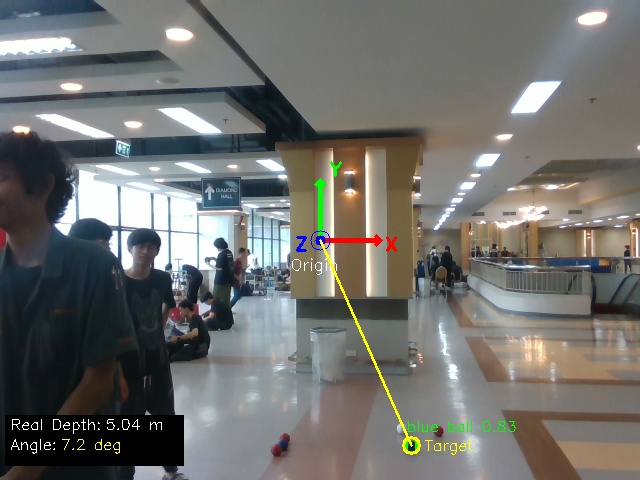 DIAMOND
HALL
Y
Z
X
Origin
blue ball 0.83
Target
Real Depth: 5.04 m
Angle: 7.2 deg